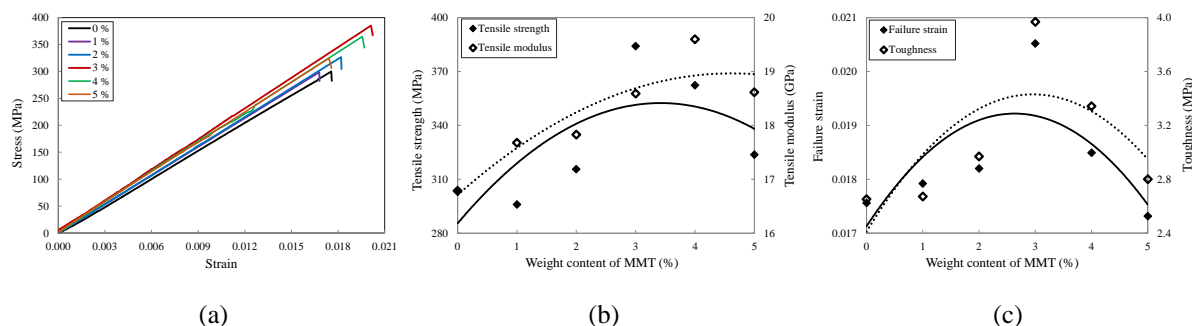 400
350
300
250
200
150
100
50
0
Stress (MPa)
0 %
1 %
2 %
3 %
4 %
5 %
0.000 0.003 0.006 0.009 0.012 0.015 0.018 0.021
Strain
(a)
400
360
320
280
Tensile strength (MPa)
Tensile strength
Tensile modulus
20
19
18
17
16
Tensile modulus (GPa)
0 1 2 3 4 5
Weight content of MMT (%)
(b)
0.021
0.020
0.019
0.018
0.017
Failure strain
Failure strain
Toughness
4.0
3.6
3.2
2.8
2.4
Toughness (MPa)
0 1 2 3 4 5
Weight content of MMT (%)
(c)